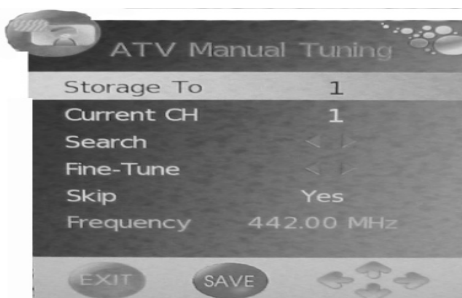 ATV Manual Tuning
Storage To 1
Current CH 1
Search
Fine-Tune
Skip Yes
Frequency 442.00 MHz
EXIT SAVE